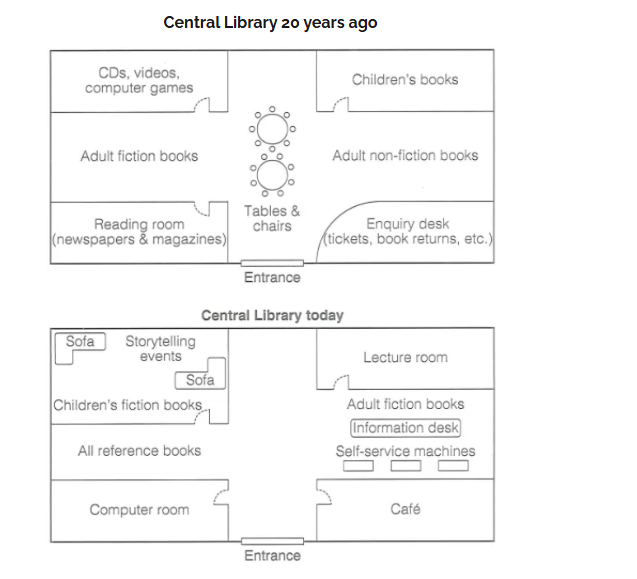 Central Library 20 years ago
CDs, videos,
computer games
Children's books
Adult fiction books
Adult non-fiction books
Tables &
chairs
Reading room
(newspapers & magazines)
Enquiry desk
(tickets, book returns, etc.)
Entrance
Central Library today
Sofa
Storytelling
events
Sofa
Children's fiction books
Lecture room
Adult fiction books
Information desk
All reference books
Self-service machines
Computer room
Café
Entrance